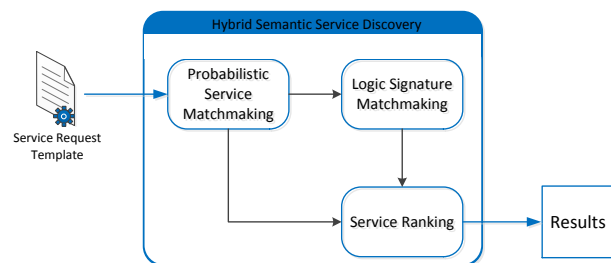 Hybrid Semantic Service Discovery
Probabilistic
Service
Matchmaking
Logic Signature
Matchmaking
Service Request
Template
Service Ranking
Results